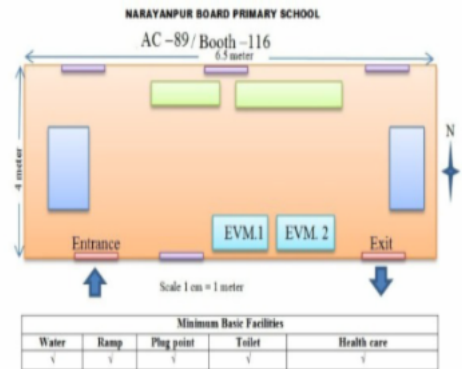 NARAYANPUR BOARD PRIMARY SCHOOL
AC –89/ Booth –116
6.5 meter
4 meter
N
EVM.1 EVM. 2
Entrance Exit
Scale 1 cm = 1 meter
Minimum Basic Facilities
Water Ramp Plug point Toilet Health care
√ √ √ √ √